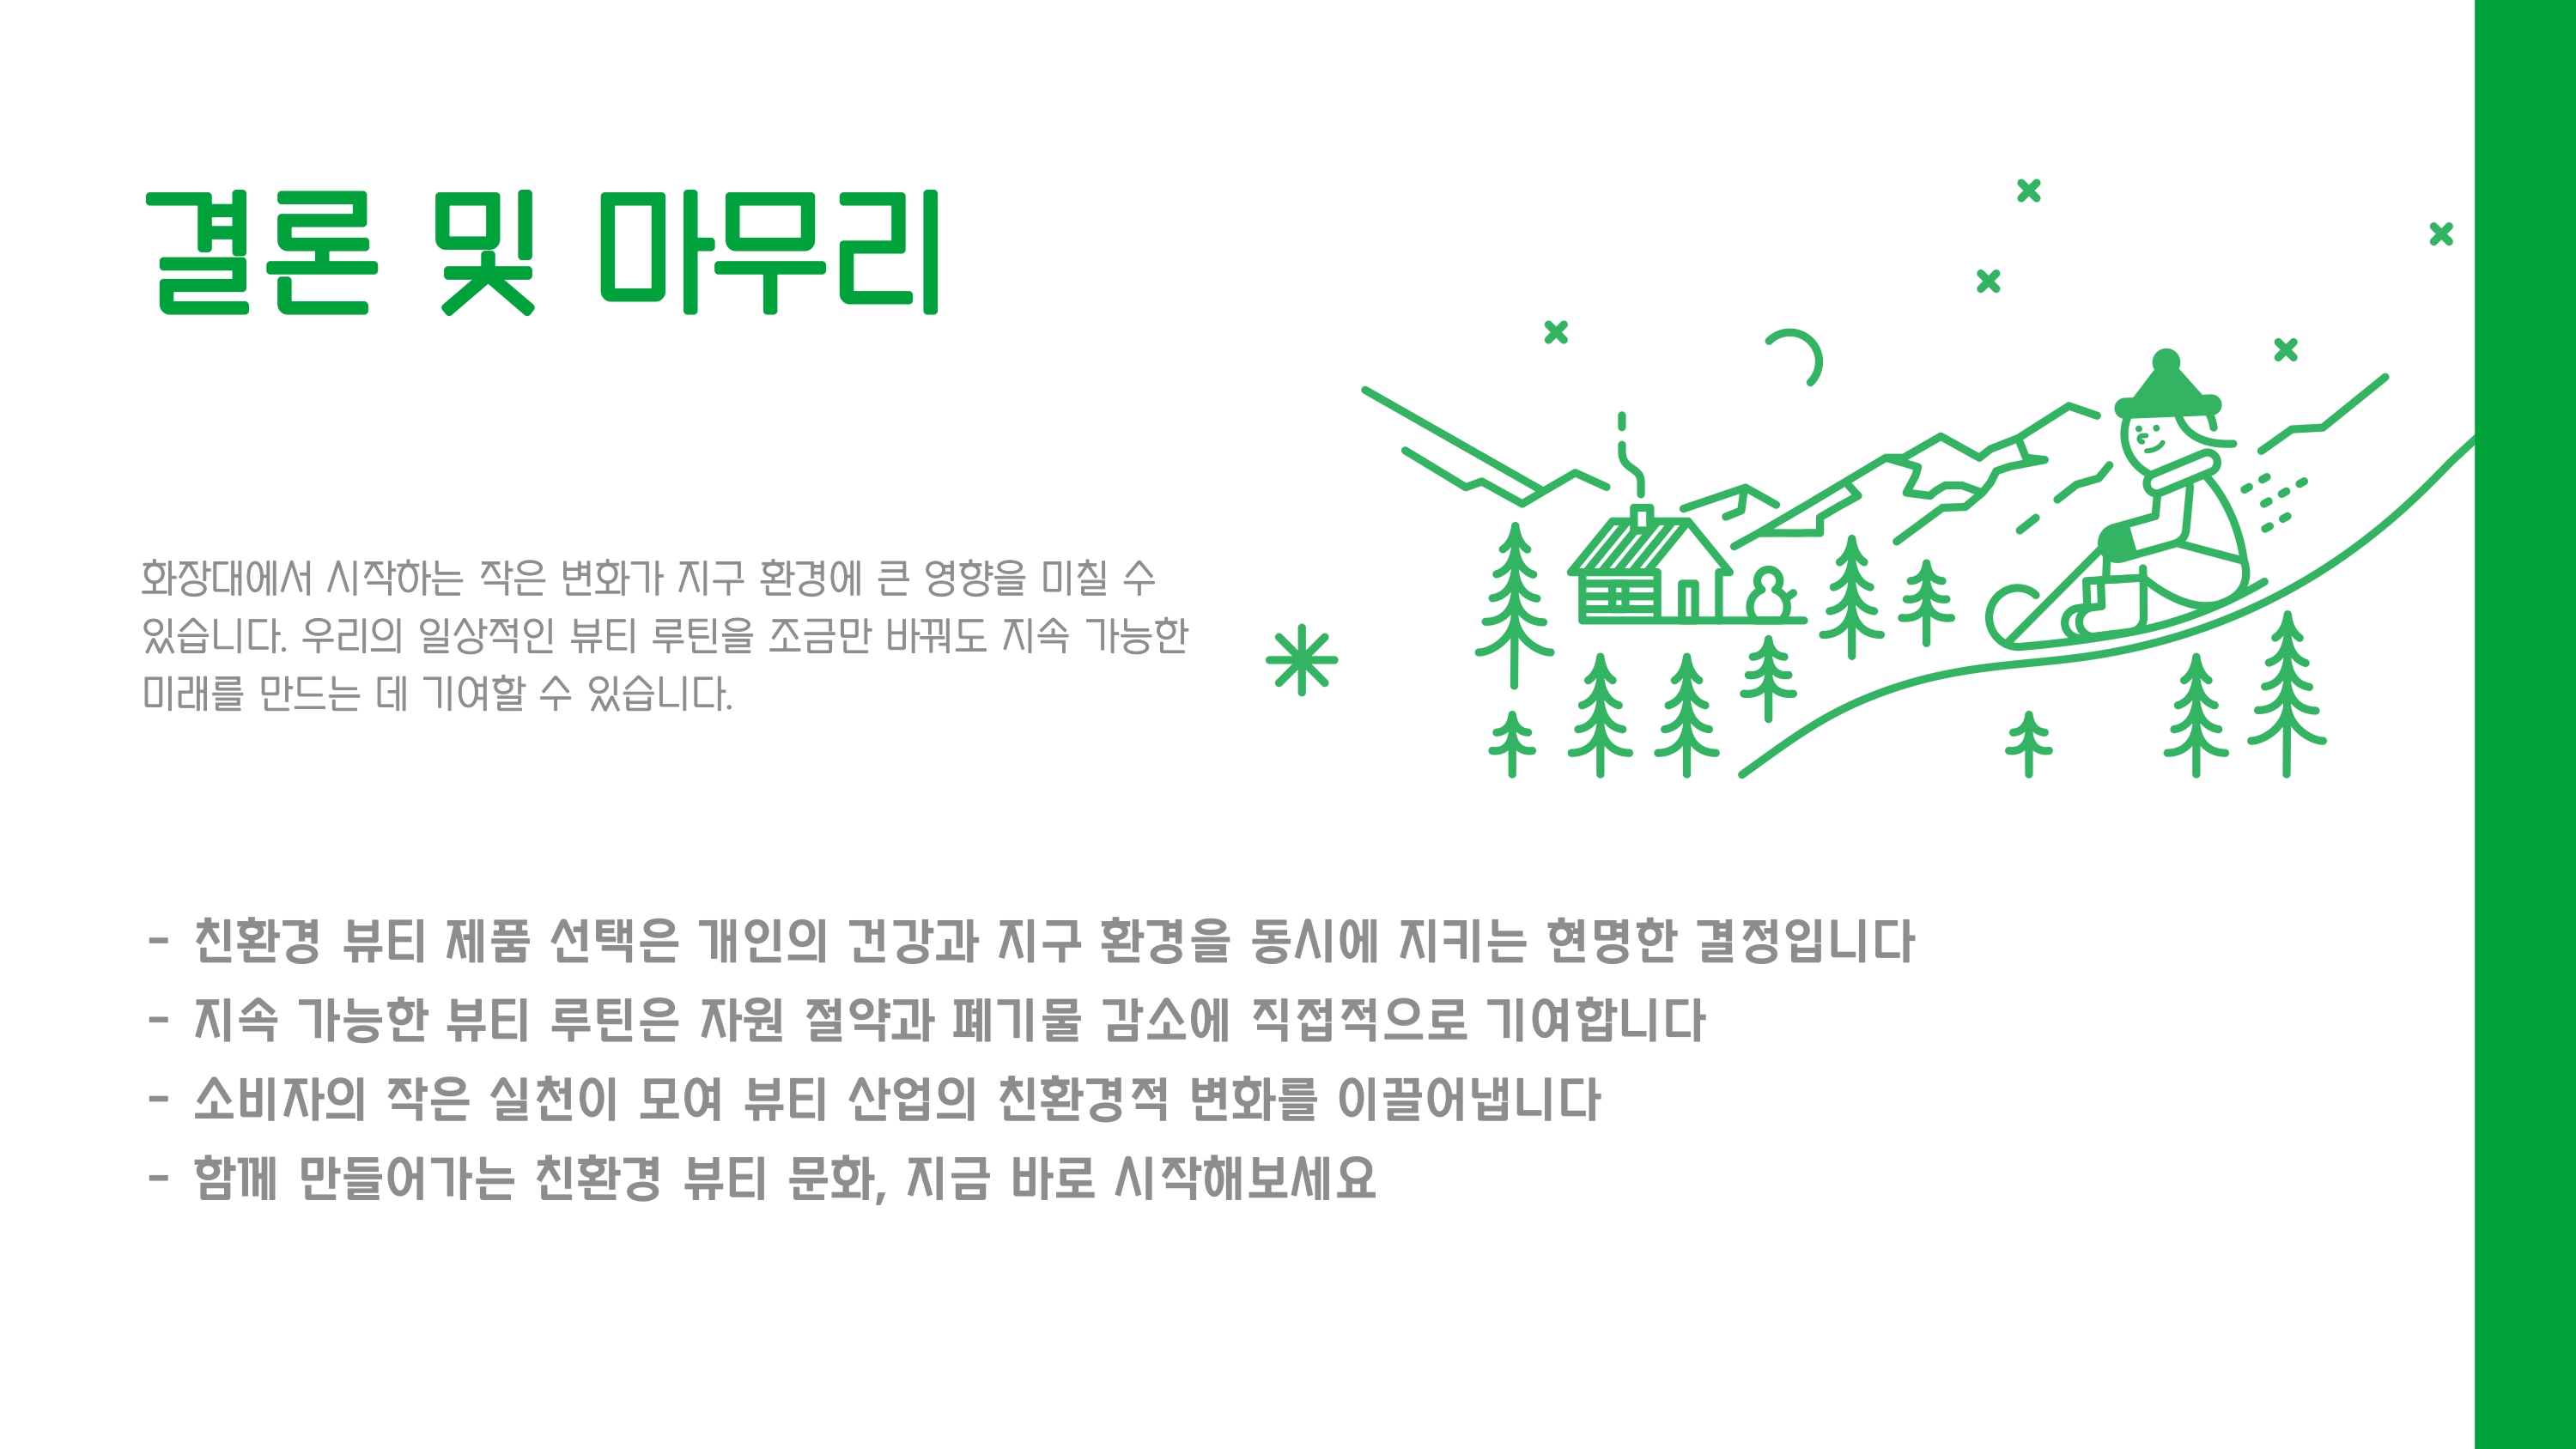 결론 및 마무리
화장대에서 시작하는 작은 변화가 지구 환경에 큰 영향을 미칠 수
있습니다. 우리의 일상적인 뷰티 루틴을 조금만 바꿔도 지속 가능한
미래를 만드는 데 기여할 수 있습니다.
- 친환경 뷰티 제품 선택은 개인의 건강과 지구 환경을 동시에 지키는 현명한 결정입니다
- 지속 가능한 뷰티 루틴은 자원 절약과 폐기물 감소에 직접적으로 기여합니다
- 소비자의 작은 실천이 모여 뷰티 산업의 친환경적 변화를 이끌어냅니다
- 함께 만들어가는 친환경 뷰티 문화, 지금 바로 시작해보세요